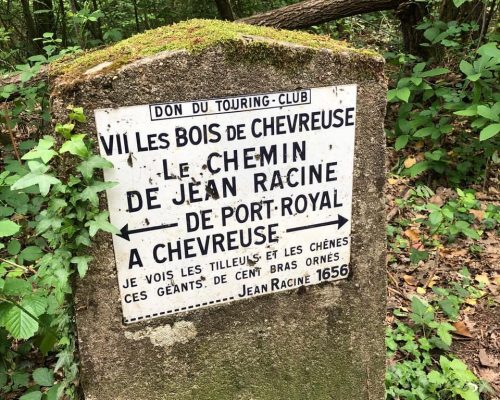 DON DU TOURING-CLUB
VII LES BOIS DE CHEVREUSE
LE CHEMIN
DE JEAN RACINE
DE PORT-ROYAL
A CHEVREUSE
JE VOIS LES TILLEULS ET LES CHÊNES
CES GÉANTS DE CENT BRAS ORNÉS
JEAN RACINE 1656